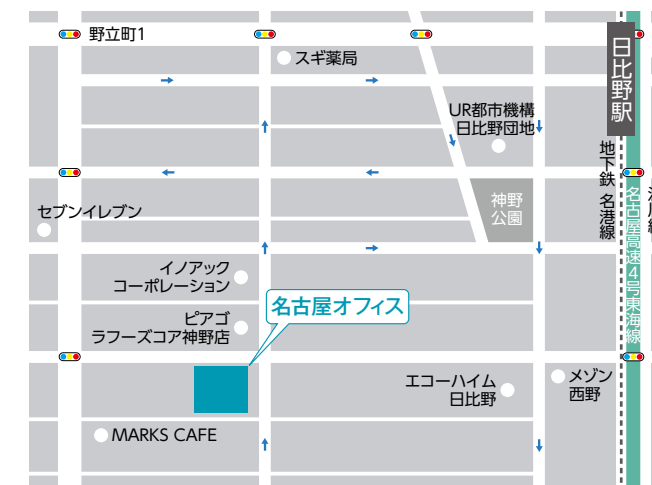 野立町1
スギ薬局
日比野駅
UR都市機構
日比野団地
地下鉄 名港線
セブンイレブン
神野
公園
名古屋高速4号東海線
イノアック
コーポレーション
名古屋オフィス
ピアゴ
ラフーズコア神野店
エコーハイム
日比野
メゾン
西野
MARKS CAFE